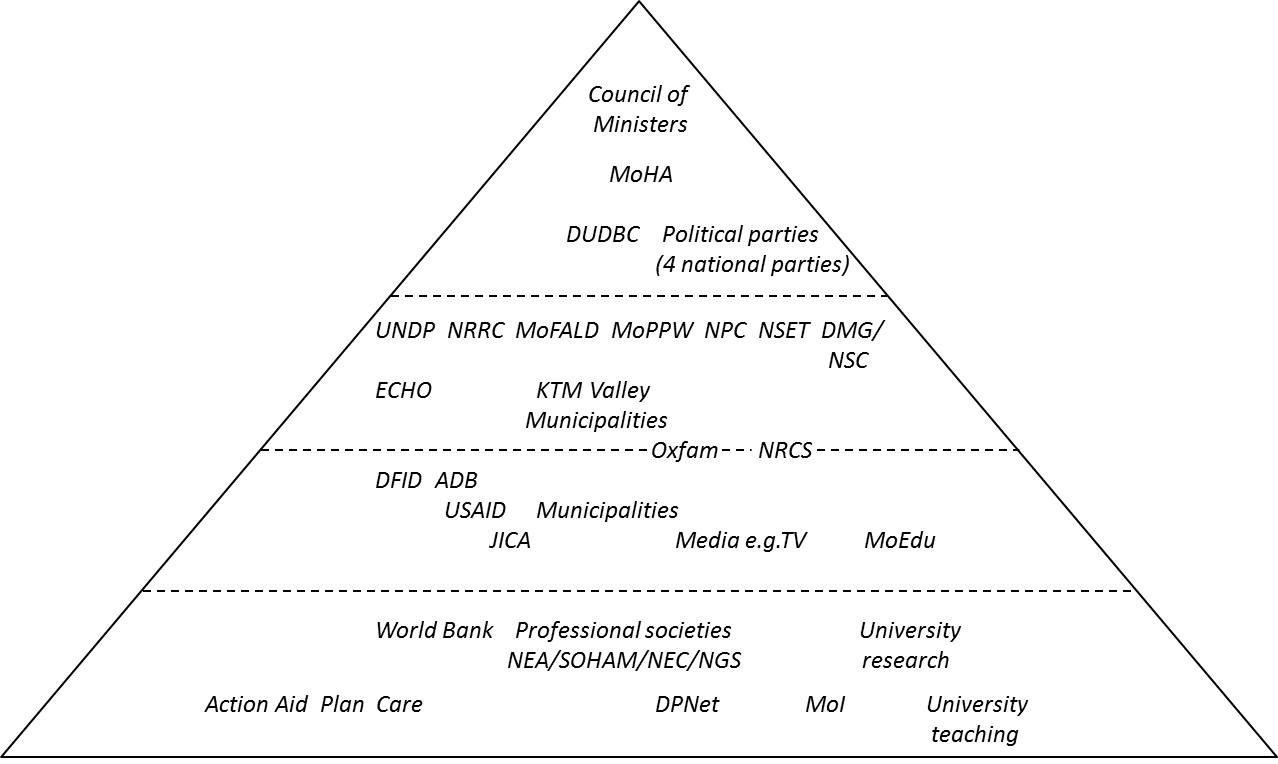 Council of
Ministers
MoHA
DUDBC Political parties
(4 national parties)
UNDP NRRC MoFALD MoPPW NPC NSET DMG/
NSC
ECHO KTM Valley
Municipalities
Oxfam NRCS
DFID ADB
USAID Municipalities
JICA Media e.g.TV MoEdu
World Bank Professional societies University
NEA/SOHAM/NEC/NGS research
Action Aid Plan Care DPNet MoI University
teaching